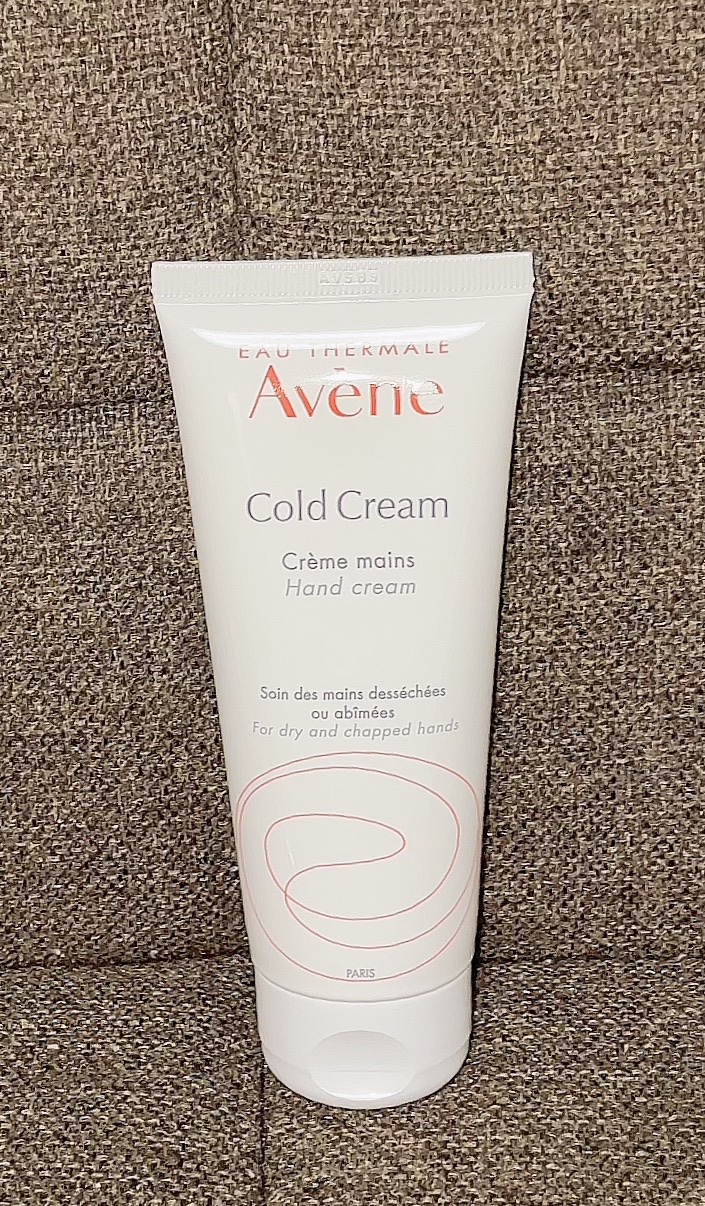 EAU THERMALE
Avène
Cold Cream
Crème mains
Hand cream
Soin des mains desséchées
ou abîmées
For dry and chapped hands
PARIS